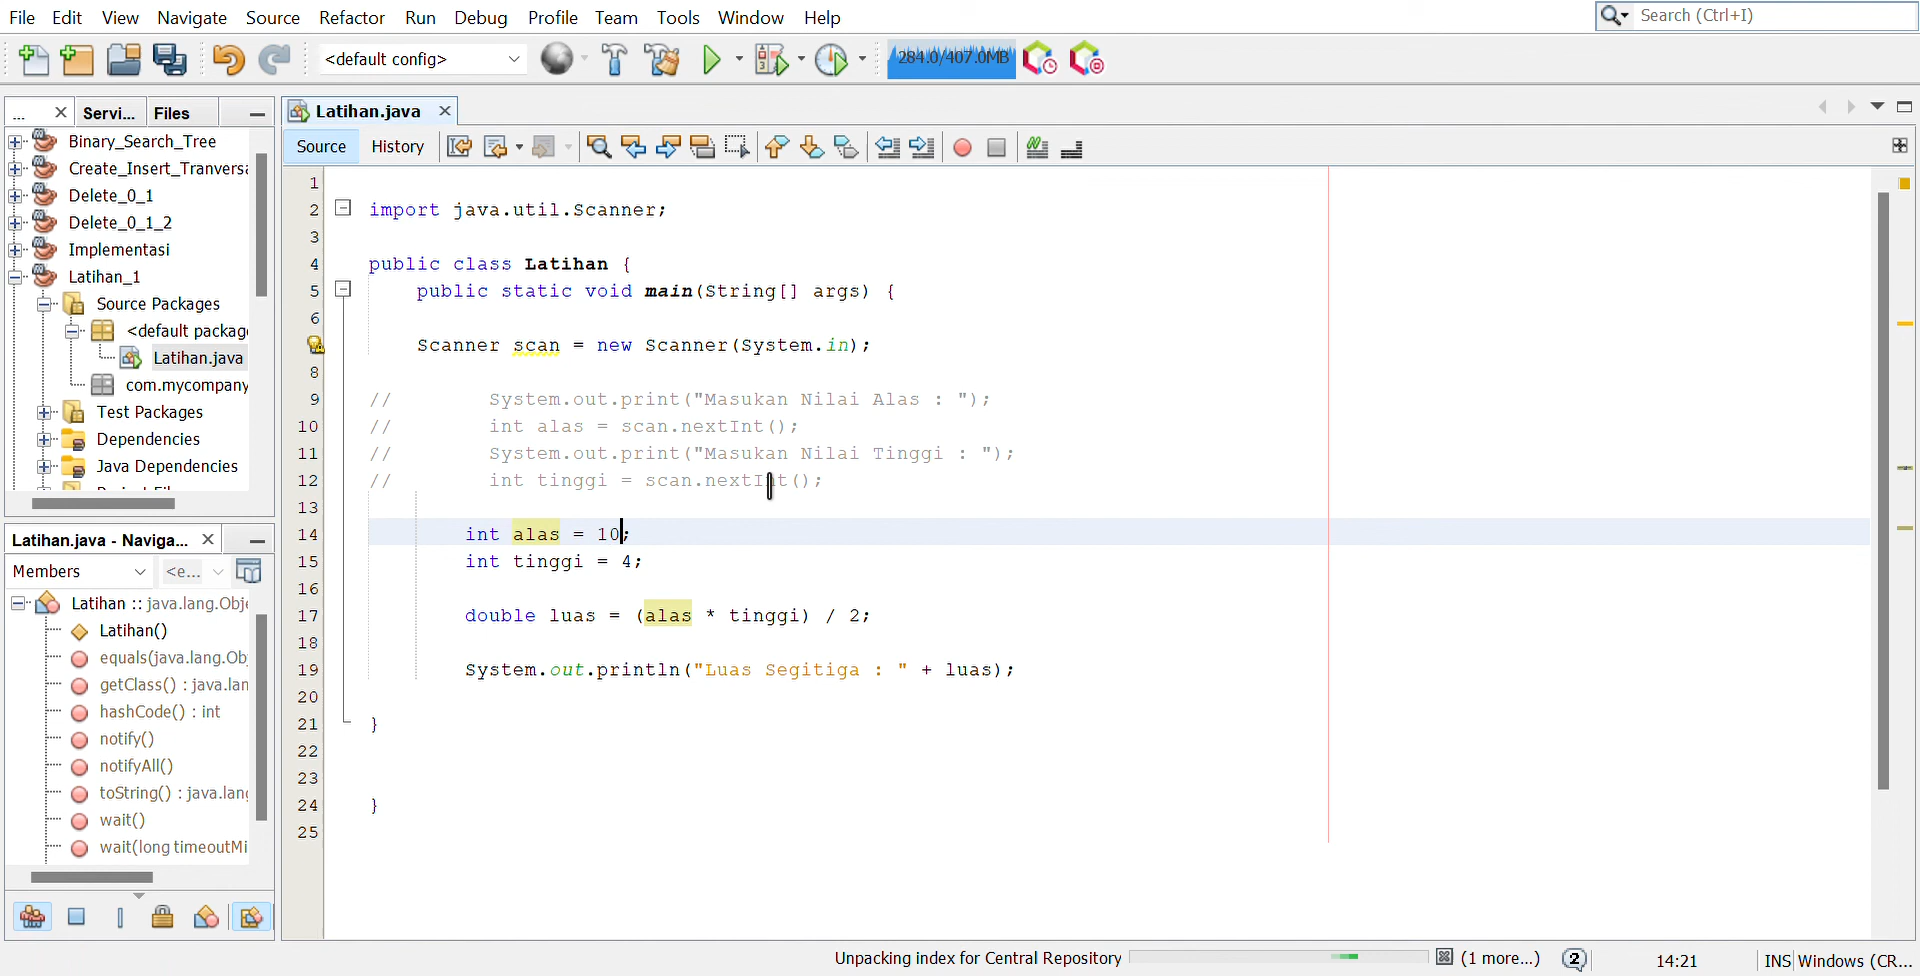 File Edit View Navigate Source Refactor Run Debug Profile Team Tools Window Help
Search (Ctrl+I)
<default config>
284.0/407.0MB
... Servi... Files
Binary_Search_Tree
Create_Insert_Tranversa
Delete_0_1
Delete_0_1_2
Implementasi
Latihan_1
Source Packages
<default packag
Latihan.java
com.mycompany
Test Packages
Dependencies
Java Dependencies
Latihan.java - Naviga...
Members <e...
Latihan :: java.lang.Obje
Latihan()
equals(java.lang.Ob
getClass() : java.lan
hashCode() : int
notify()
notifyAll()
toString() : java.lang
wait()
wait(long timeoutMi
Latihan.java
Source History
1
2 import java.util.Scanner;
3
4 public class Latihan {
5 public static void main(String[] args) {
6
Scanner scan = new Scanner(System.in);
8
9 // System.out.print("Masukan Nilai Alas : ");
10 // int alas = scan.nextInt();
11 // System.out.print("Masukan Nilai Tinggi : ");
12 // int tinggi = scan.nextInt();
13
14 int alas = 10;
15 int tinggi = 4;
16
17 double luas = (alas * tinggi) / 2;
18
19 System.out.println("Luas Segitiga : " + luas);
20
21 }
22
23
24 }
25
Unpacking index for Central Repository (1 more...) 2 14:21 INS Windows (CR...